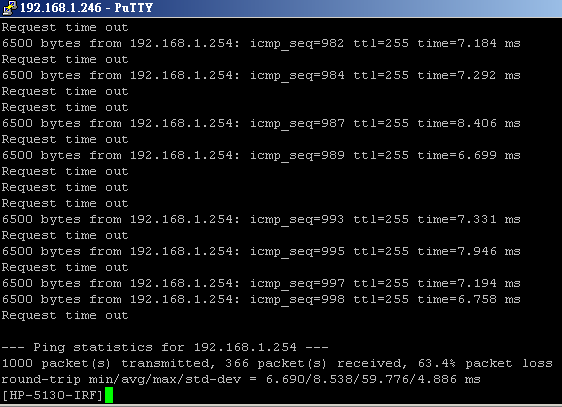 192.168.1.246 - PuTTY
Request time out
6500 bytes from 192.168.1.254: icmp_seq=982 ttl=255 time=7.184 ms
Request time out
6500 bytes from 192.168.1.254: icmp_seq=984 ttl=255 time=7.292 ms
Request time out
Request time out
6500 bytes from 192.168.1.254: icmp_seq=987 ttl=255 time=8.406 ms
Request time out
6500 bytes from 192.168.1.254: icmp_seq=989 ttl=255 time=6.699 ms
Request time out
Request time out
Request time out
6500 bytes from 192.168.1.254: icmp_seq=993 ttl=255 time=7.331 ms
Request time out
6500 bytes from 192.168.1.254: icmp_seq=995 ttl=255 time=7.946 ms
Request time out
6500 bytes from 192.168.1.254: icmp_seq=997 ttl=255 time=7.194 ms
6500 bytes from 192.168.1.254: icmp_seq=998 ttl=255 time=6.758 ms
Request time out
--- Ping statistics for 192.168.1.254 ---
1000 packet(s) transmitted, 366 packet(s) received, 63.4% packet loss
round-trip min/avg/max/std-dev = 6.690/8.538/59.776/4.886 ms
[HP-5130-IRF]